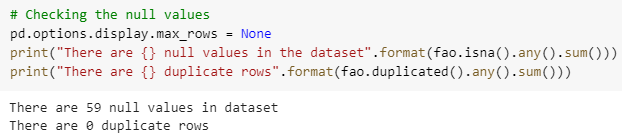 # Checking the null values
pd.options.display.max_rows = None
print("There are {} null values in the dataset".format(fao.isna().any().sum()))
print("There are {} duplicate rows".format(fao.duplicated().any().sum()))
There are 59 null values in dataset
There are 0 duplicate rows